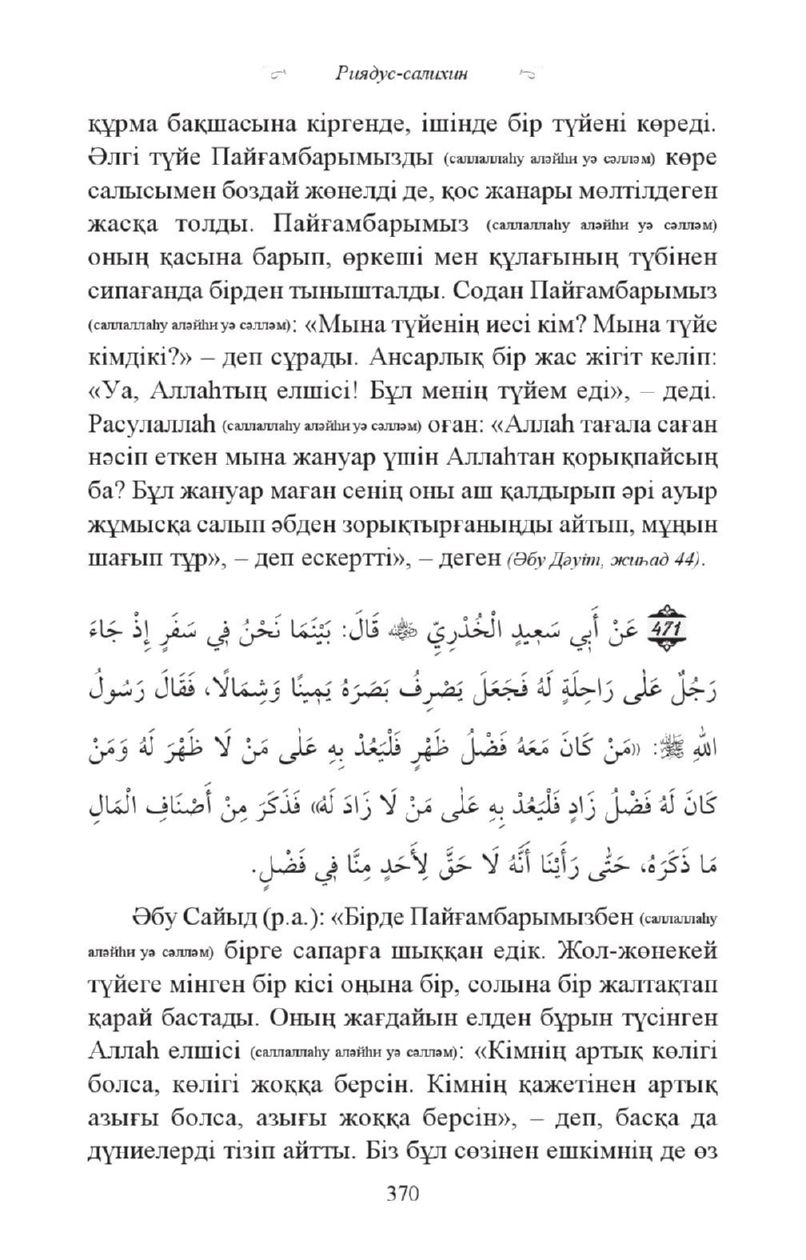 Риядус-салихин
құрма бақшасына кіргенде, ішінде бір түйені көреді.
Әлгі түйе Пайғамбарымызды (саллаллаһу аләйһи уә сәлләм) көре
салысымен боздай жөнелді де, қос жанары мөлтілдеген
жасқа толды. Пайғамбарымыз (саллаллаһу аләйһи уә сәлләм)
оның қасына барып, өркеші мен құлағының түбінен
сипағанда бірден тынышталды. Содан Пайғамбарымыз
(саллаллаһу аләйһи уә сәлләм): «Мына түйенің иесі кім? Мына түйе
кімдікі?» – деп сұрады. Ансарлық бір жас жігіт келіп:
«Уа, Аллаһтың елшісі! Бұл менің түйем еді», – деді.
Расулаллаһ (саллаллаһу аләйһи уә сәлләм) оған: «Аллаһ тағала саған
нәсіп еткен мына жануар үшін Аллаһтан қорықпайсың
ба? Бұл жануар маған сенің оны аш қалдырып әрі ауыр
жұмысқа салып әбден зорықтырғаныңды айтып, мұңын
шағып тұр», – деп ескертті», – деген (Әбу Дәуіт, жиһад 44).
471 عَنْ أَبِي سَعِيدٍ الْخُدْرِيِّ ﷺ قَالَ: بَيْنَمَا نَحْنُ فِي سَفَرٍ إِذْ جَاءَ
رَجُلٌ عَلَى رَاحِلَةٍ لَهُ فَجَعَلَ يَصْرِفُ بَصَرَهُ يَمِينًا وَشِمَالًا، فَقَالَ رَسُولُ
اللهِ ﷺ: «مَنْ كَانَ مَعَهُ فَضْلُ ظَهْرٍ فَلْيَعُدْ بِهِ عَلَى مَنْ لَا ظَهْرَ لَهُ وَمَنْ
كَانَ لَهُ فَضْلُ زَادٍ فَلْيَعُدْ بِهِ عَلَى مَنْ لَا زَادَ لَهُ» فَذَكَرَ مِنْ أَصْنَافِ الْمَالِ
مَا ذَكَرَهُ، حَتَّى رَأَيْنَا أَنَّهُ لَا حَقَّ لِأَحَدٍ مِنَّا فِي فَضْلٍ.
Әбу Сайыд (р.а.): «Бірде Пайғамбарымызбен (саллаллаһу
аләйһи уә сәлләм) бірге сапарға шыққан едік. Жол-жөнекей
түйеге мінген бір кісі оңына бір, солына бір жалтақтап
қарай бастады. Оның жағдайын елден бұрын түсінген
Аллаһ елшісі (саллаллаһу аләйһи уә сәлләм): «Кімнің артық көлігі
болса, көлігі жоққа берсін. Кімнің қажетінен артық
азығы болса, азығы жоққа берсін», – деп, басқа да
дүниелерді тізіп айтты. Біз бұл сөзінен ешкімнің де өз
370